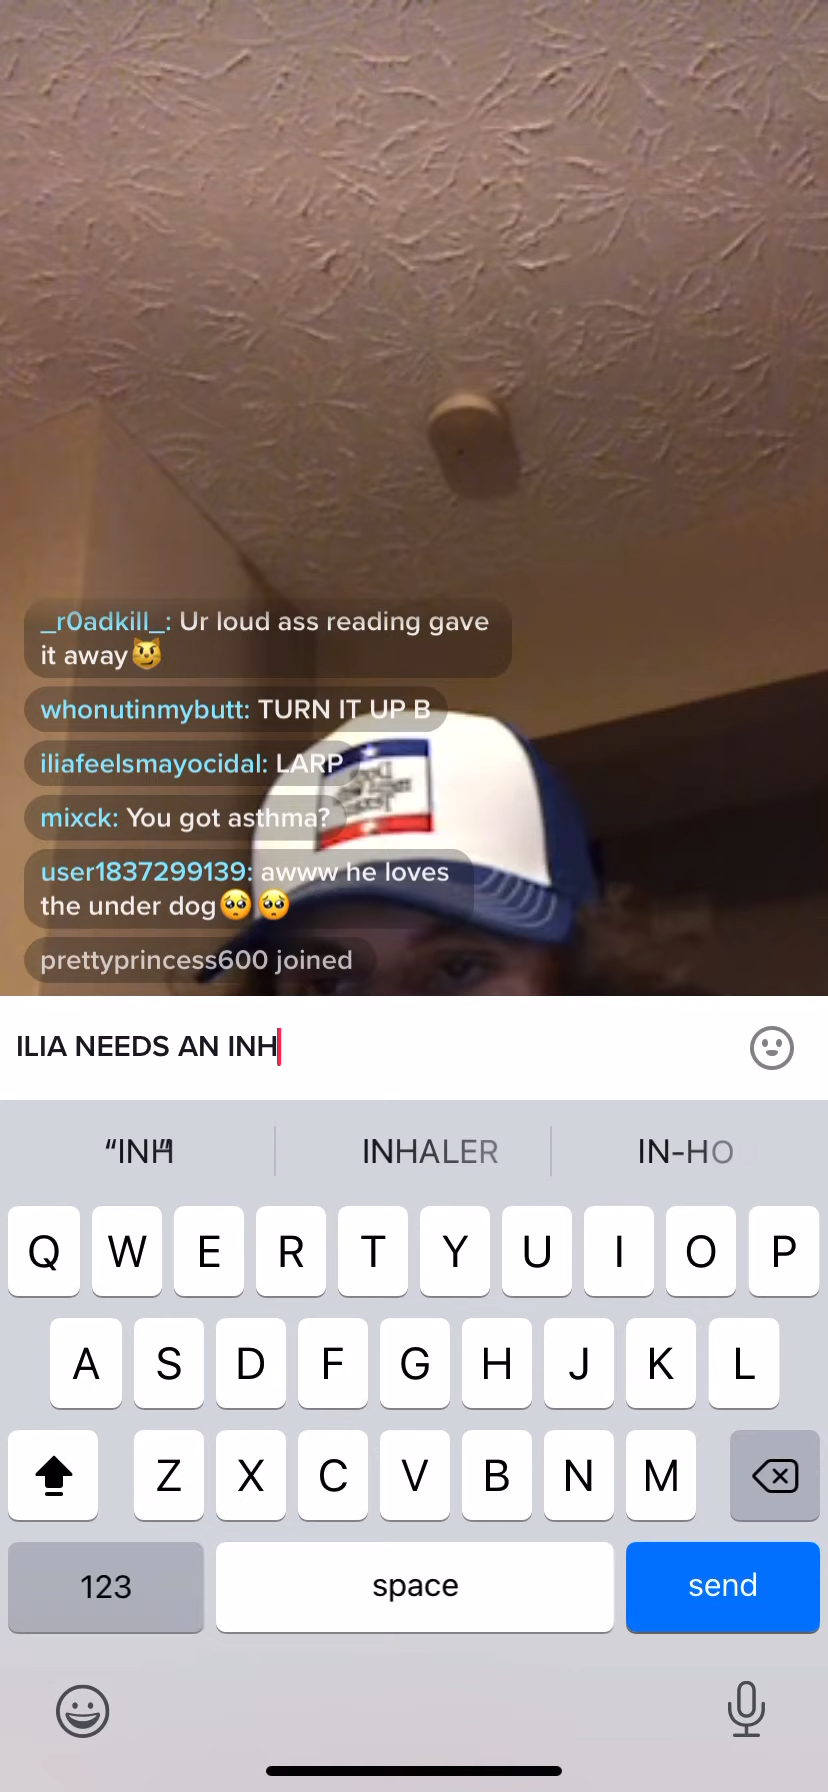 _r0adkill_: Ur loud ass reading gave
it away😼
whonutinmybutt: TURN IT UP B
iliafeelsmayocidal: LARP
mixck: You got asthma?
user1837299139: awww he loves
the under dog🥺🥺
prettyprincess600 joined
ILIA NEEDS AN INH
“INH” INHALER IN-HO
Q W E R T Y U I O P
A S D F G H J K L
Z X C V B N M
123 space send